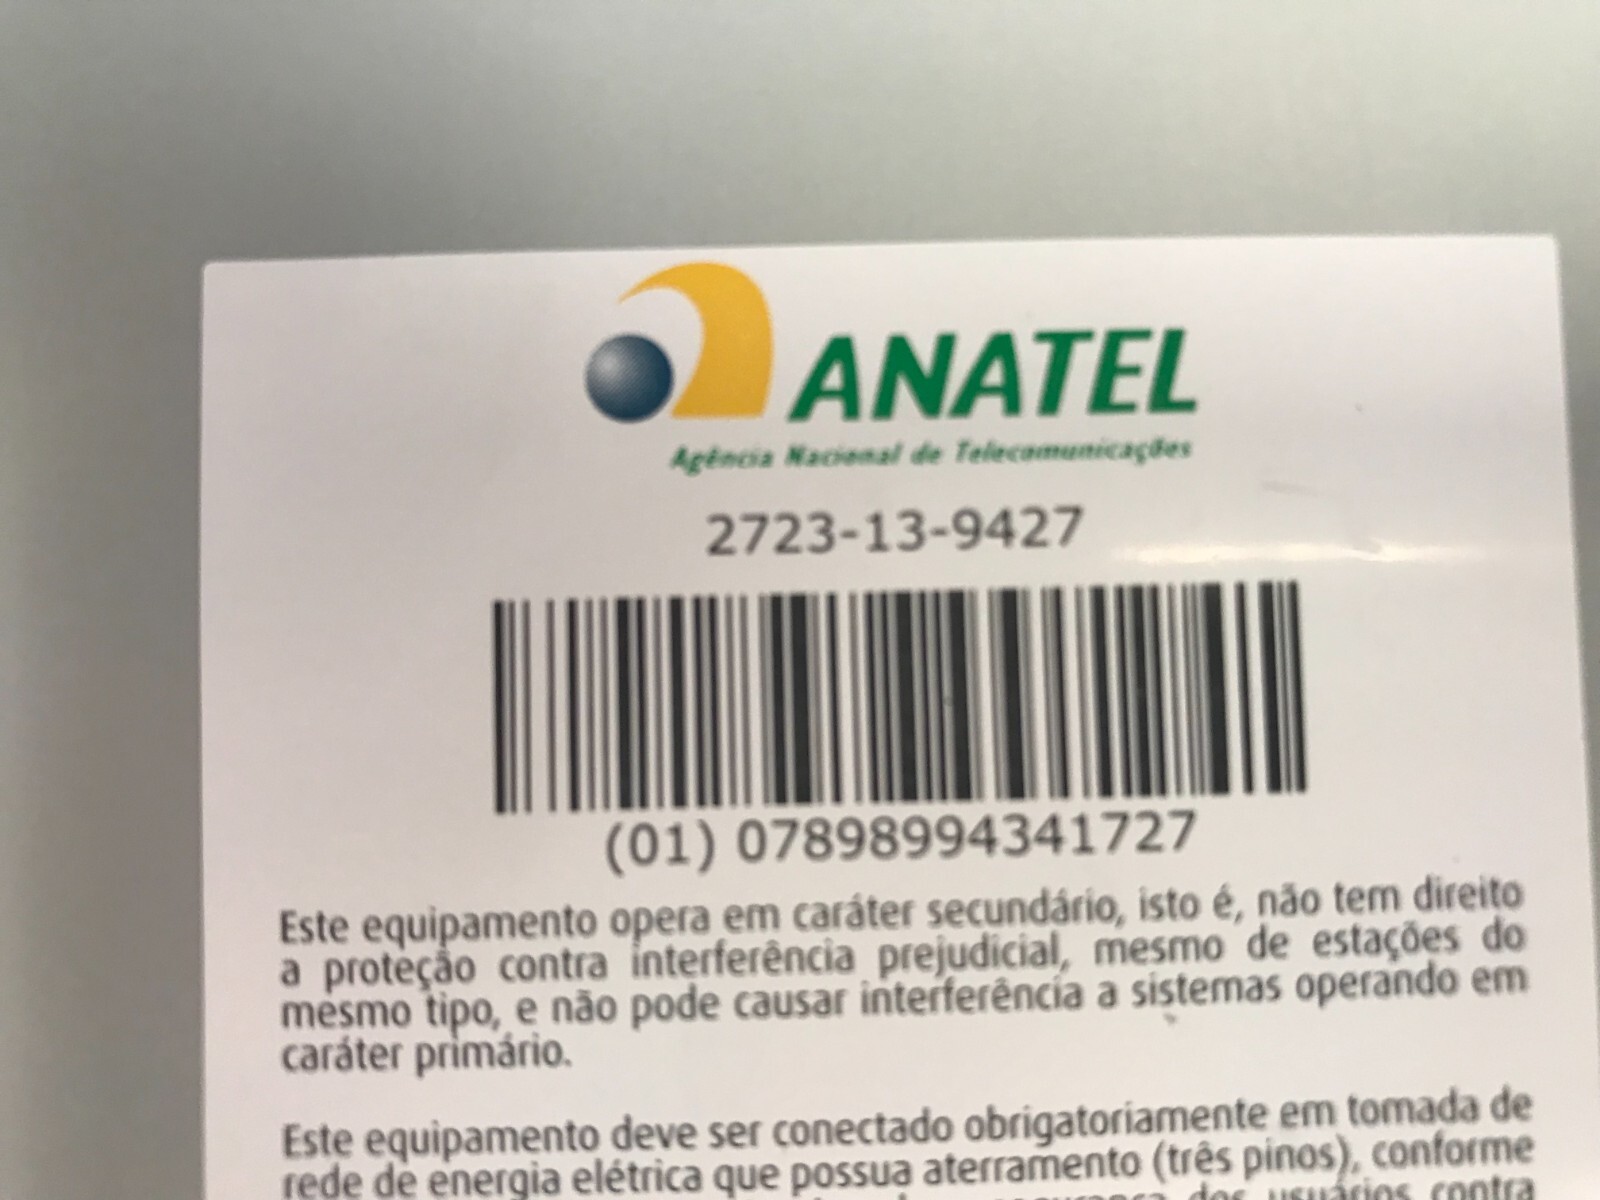 ANATEL
Agência Nacional de Telecomunicações
2723-13-9427
(01) 07898994341727
Este equipamento opera em caráter secundário, isto é, não tem direito
a proteção contra interferência prejudicial, mesmo de estações do
mesmo tipo, e não pode causar interferência a sistemas operando em
caráter primário.
Este equipamento deve ser conectado obrigatoriamente em tomada de
rede de energia elétrica que possua aterramento (três pinos), conforme
dos usuários contra